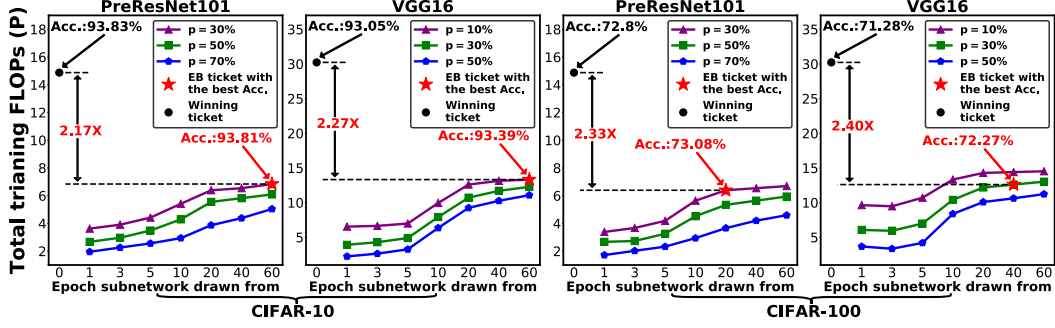 PreResNet101
VGG16
PreResNet101
VGG16
Total trianing FLOPs (P)
18
16
14
12
10
8
6
4
2
Acc.:93.83%
p = 30%
p = 50%
p = 70%
EB ticket with
the best Acc.
Winning
ticket
2.17X
Acc.:93.81%
0 1 3 5 10 20 40 60
Epoch subnetwork drawn from
35
30
25
20
15
10
5
Acc.:93.05%
p = 10%
p = 30%
p = 50%
EB ticket with
the best Acc.
Winning
ticket
2.27X
Acc.:93.39%
0 1 3 5 10 20 40 60
Epoch subnetwork drawn from
CIFAR-10
18
16
14
12
10
8
6
4
2
Acc.:72.8%
p = 30%
p = 50%
p = 70%
EB ticket with
the best Acc.
Winning
ticket
2.33X
Acc.:73.08%
0 1 3 5 10 20 40 60
Epoch subnetwork drawn from
35
30
25
20
15
10
5
Acc.:71.28%
p = 10%
p = 30%
p = 50%
EB ticket with
the best Acc.
Winning
ticket
2.40X
Acc.:72.27%
0 1 3 5 10 20 40 60
Epoch subnetwork drawn from
CIFAR-100